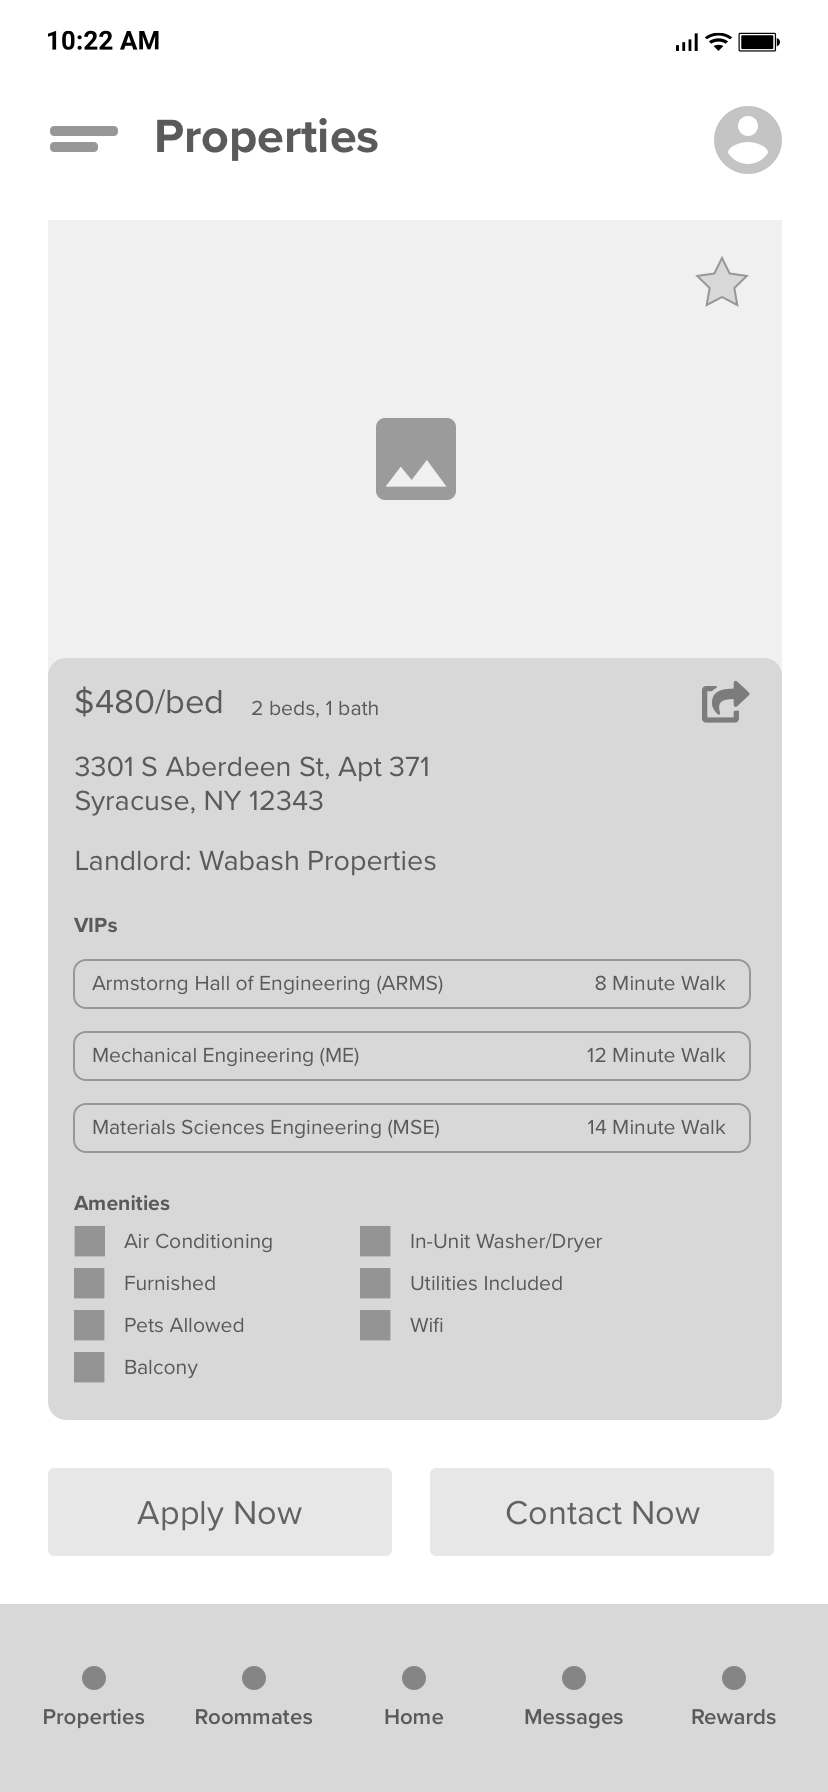 10:22 AM
Properties
$480/bed 2 beds, 1 bath
3301 S Aberdeen St, Apt 371
Syracuse, NY 12343
Landlord: Wabash Properties
VIPs
Armstorng Hall of Engineering (ARMS) 8 Minute Walk
Mechanical Engineering (ME) 12 Minute Walk
Materials Sciences Engineering (MSE) 14 Minute Walk
Amenities
Air Conditioning In-Unit Washer/Dryer
Furnished Utilities Included
Pets Allowed Wifi
Balcony
Apply Now Contact Now
Properties Roommates Home Messages Rewards